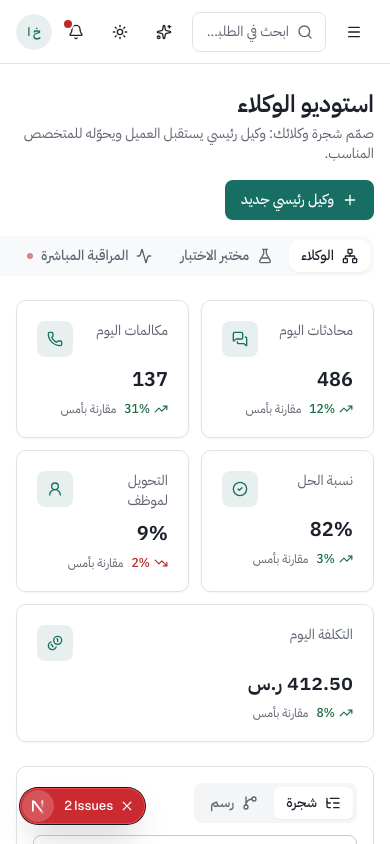 ابحث في الطلبـ...
خ ا
استوديو الوكلاء
صمّم شجرة وكلائك: وكيل رئيسي يستقبل العميل ويحوّله للمتخصص
المناسب.
وكيل رئيسي جديد
الوكلاء
مختبر الاختبار
المراقبة المباشرة
محادثات اليوم
486
12% مقارنة بأمس
مكالمات اليوم
137
31% مقارنة بأمس
نسبة الحل
82%
3% مقارنة بأمس
التحويل
لموظف
9%
2% مقارنة بأمس
التكلفة اليوم
412.50 ر.س
8% مقارنة بأمس
شجرة
رسم
N 2 Issues